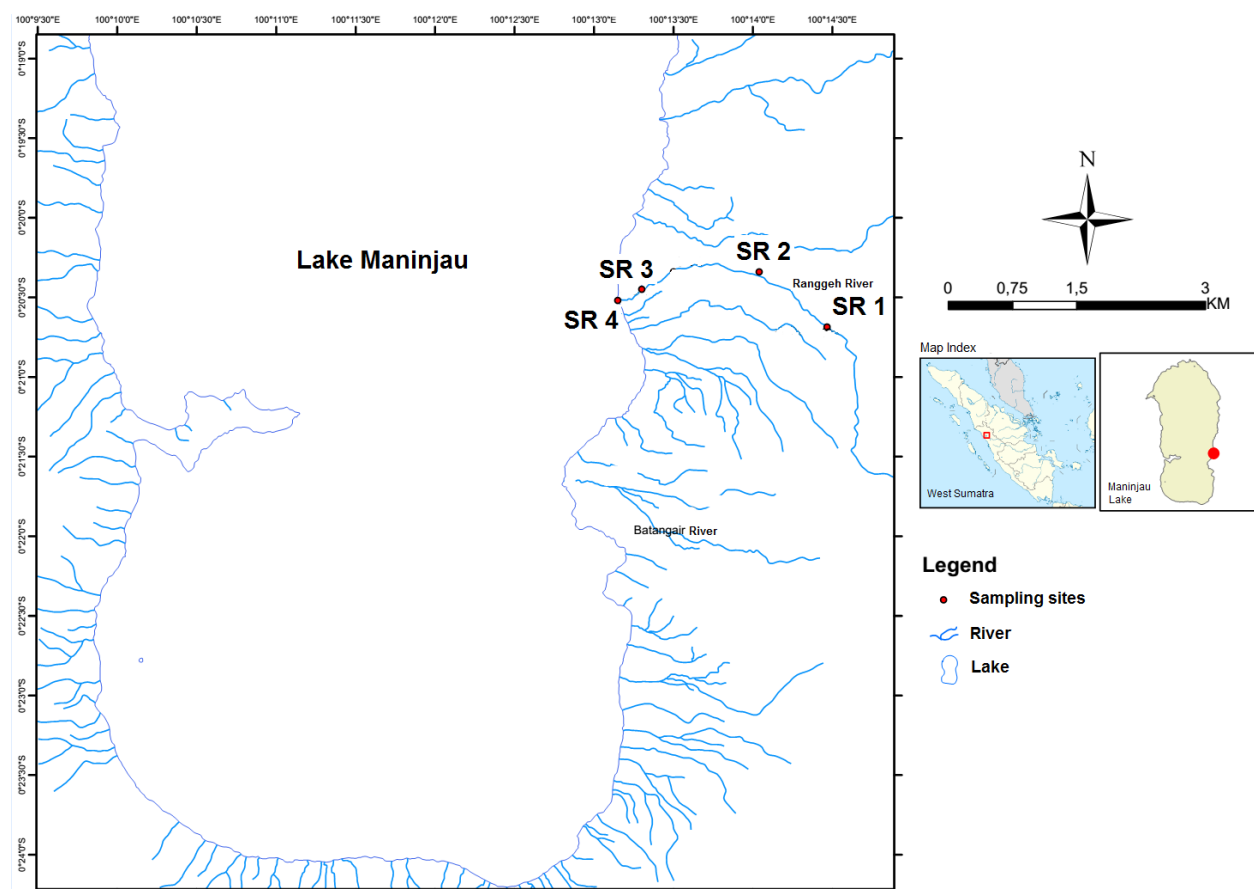 100°9'30"S 100°10'0"S 100°10'30"S 100°11'0"S 100°11'30"S 100°12'0"S 100°12'30"S 100°13'0"S 100°13'30"S 100°14'0"S 100°14'30"S
0°19'0"S
0°19'30"S
0°20'0"S
0°20'30"S
0°21'0"S
0°21'30"S
0°22'0"S
0°22'30"S
0°23'0"S
0°23'30"S
0°24'0"S
Lake Maninjau
SR 2
SR 3
Ranggeh River
SR 1
SR 4
Batangair River
N
0 0,75 1,5 3
KM
Map Index
West Sumatra
Maninjau
Lake
Legend
Sampling sites
River
Lake